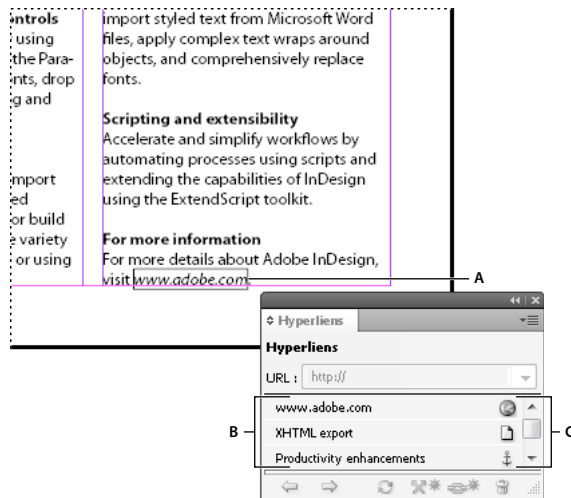 ntrols
using
the Para-
nts, drop
g and
mport
ed
or build
e variety
or using
import styled text from Microsoft Word
files, apply complex text wraps around
objects, and comprehensively replace
fonts.
Scripting and extensibility
Accelerate and simplify workflows by
automating processes using scripts and
extending the capabilities of InDesign
using the ExtendScript toolkit.
For more information
For more details about Adobe InDesign,
visit www.adobe.com.
A
Hyperliens
Hyperliens
URL : http://
B
www.adobe.com
XHTML export
Productivity enhancements
C